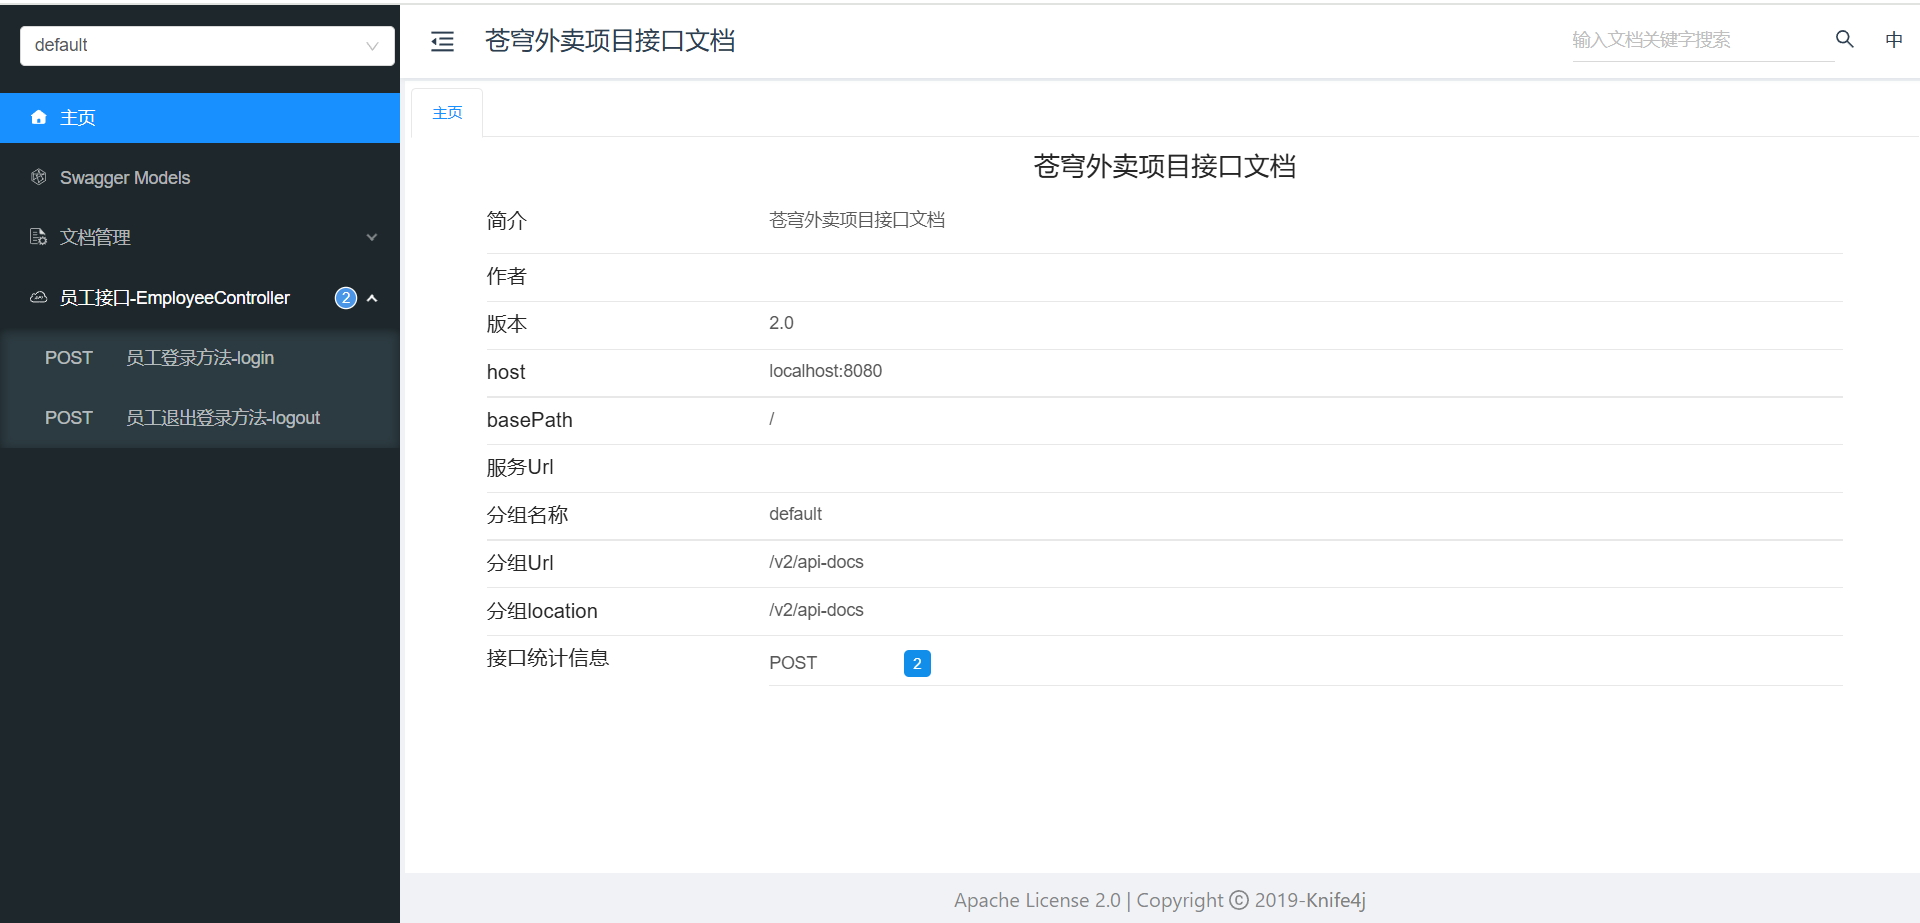 default
主页
Swagger Models
文档管理
员工接口-EmployeeController 2
POST 员工登录方法-login
POST 员工退出登录方法-logout
苍穹外卖项目接口文档
输入文档关键字搜索
中
主页
苍穹外卖项目接口文档
简介 苍穹外卖项目接口文档
作者
版本 2.0
host localhost:8080
basePath /
服务Url
分组名称 default
分组Url /v2/api-docs
分组location /v2/api-docs
接口统计信息 POST 2
Apache License 2.0 | Copyright © 2019-Knife4j